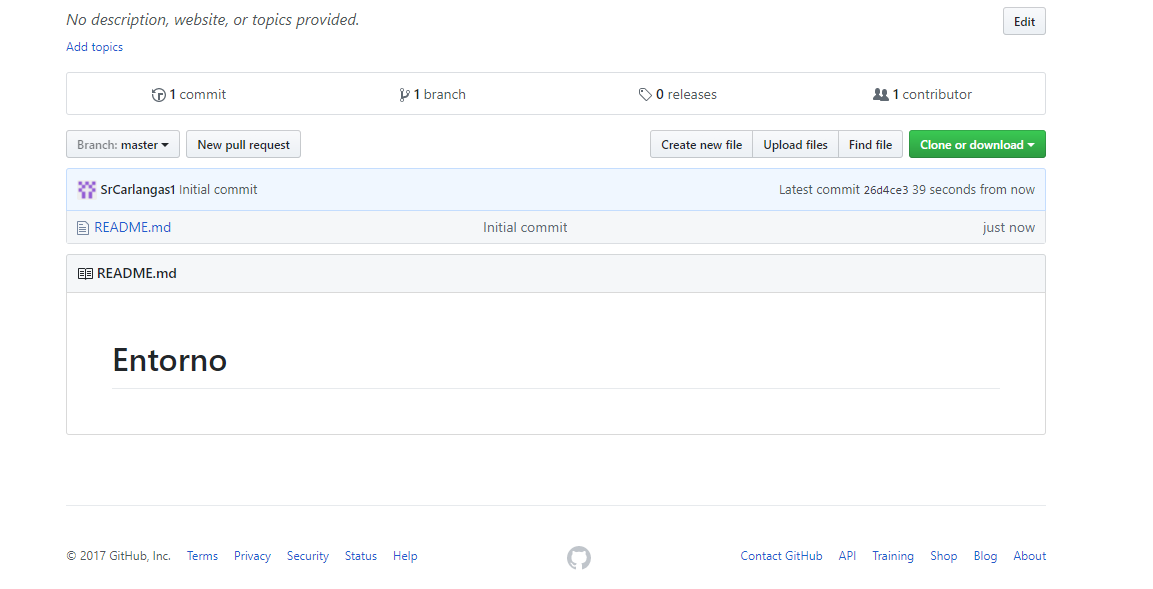 No description, website, or topics provided. Edit
Add topics
1 commit 1 branch 0 releases 1 contributor
Branch: master New pull request Create new file Upload files Find file Clone or download
SrCarlangas1 Initial commit Latest commit 26d4ce3 39 seconds from now
README.md Initial commit just now
README.md
Entorno
© 2017 GitHub, Inc. Terms Privacy Security Status Help Contact GitHub API Training Shop Blog About